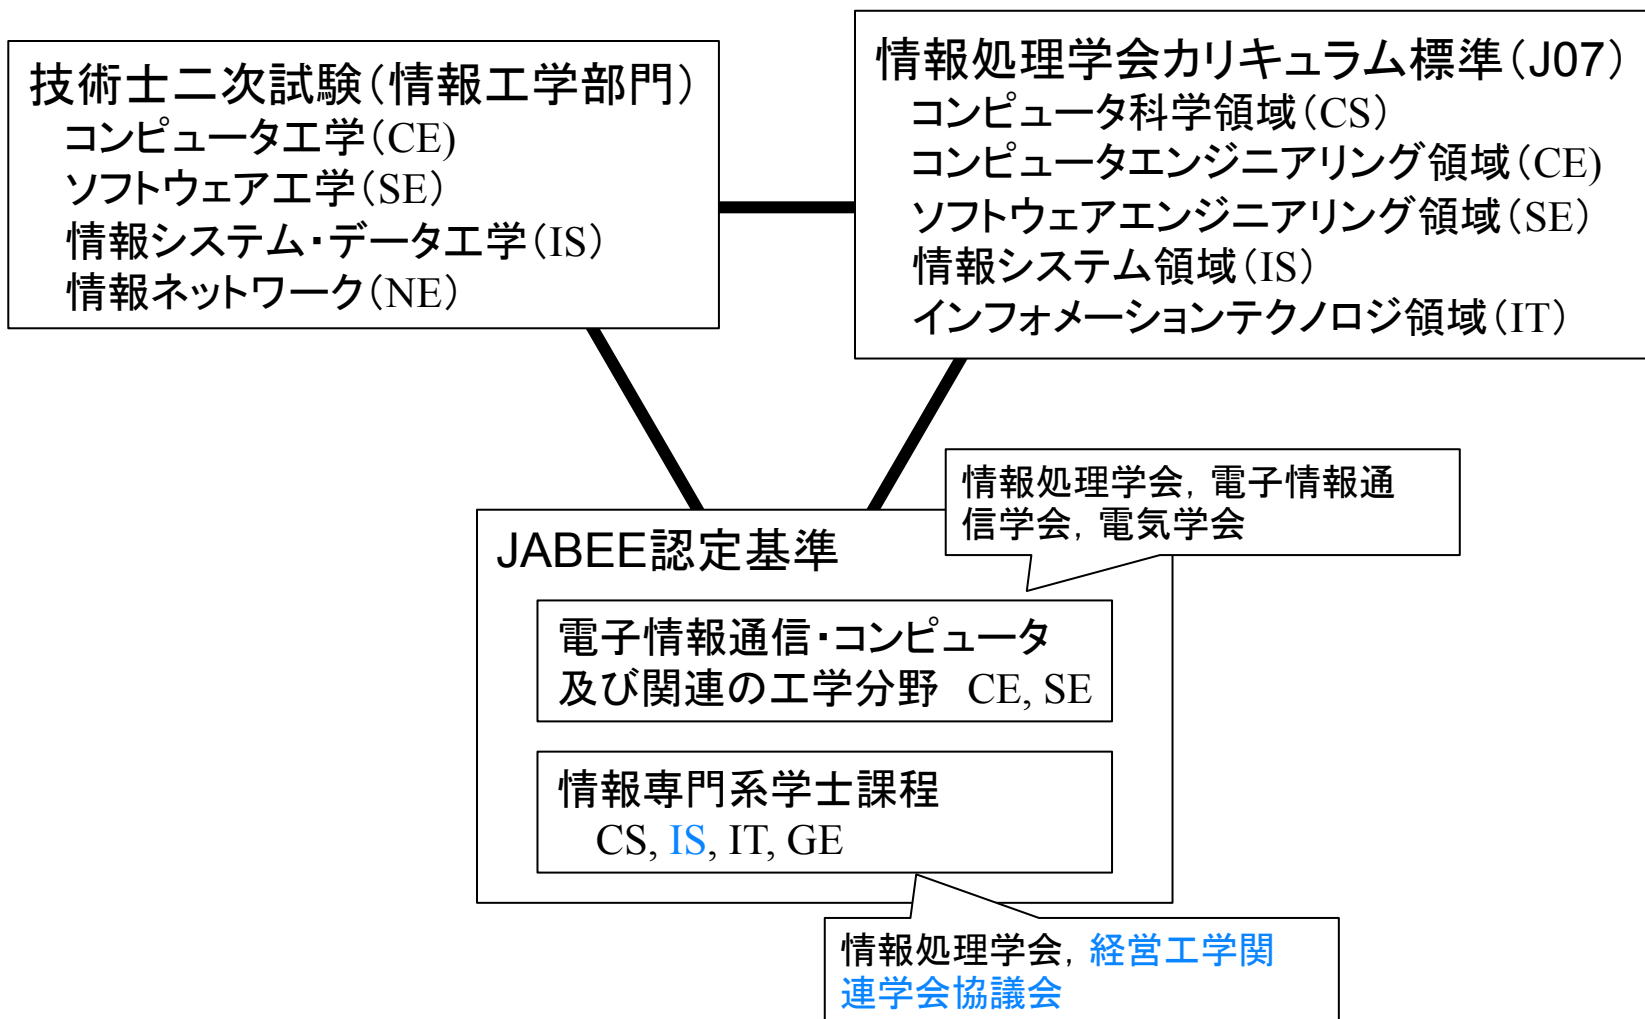 技術士二次試験(情報工学部門)
コンピュータ工学(CE)
ソフトウェア工学(SE)
情報システム・データ工学(IS)
情報ネットワーク(NE)
情報処理学会カリキュラム標準(J07)
コンピュータ科学領域(CS)
コンピュータエンジニアリング領域(CE)
ソフトウェアエンジニアリング領域(SE)
情報システム領域(IS)
インフォメーションテクノロジ領域(IT)
情報処理学会, 電子情報通
信学会, 電気学会
JABEE認定基準
電子情報通信・コンピュータ
及び関連の工学分野 CE, SE
情報専門系学士課程
CS, IS, IT, GE
情報処理学会, 経営工学関
連学会協議会